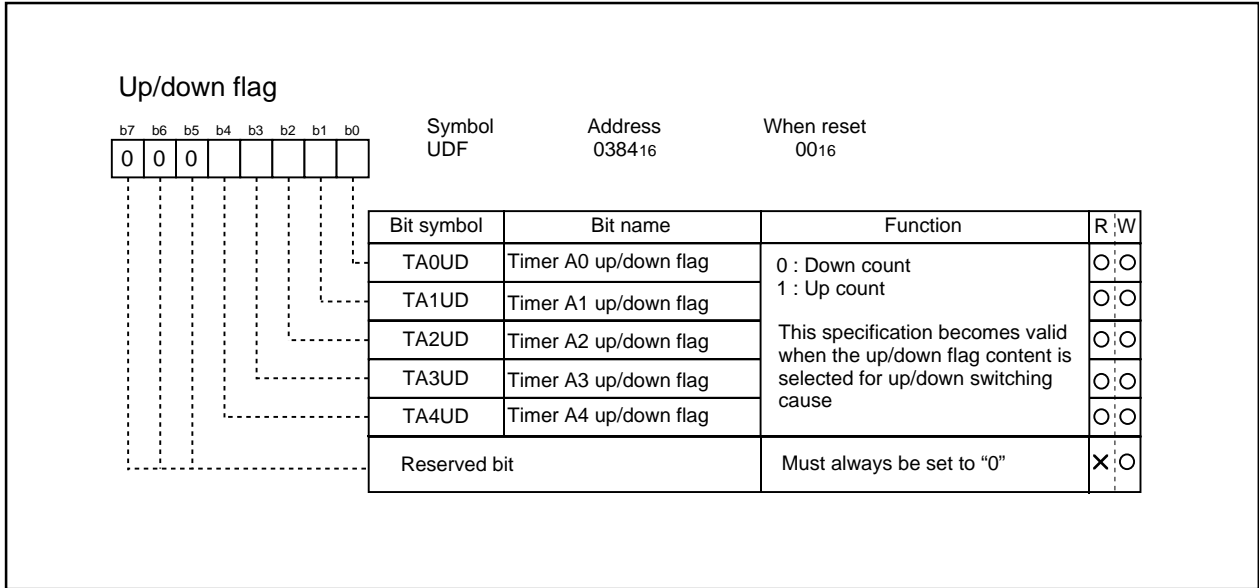 Up/down flag
b7 b6 b5 b4 b3 b2 b1 b0
0 0 0
Symbol Address When reset
UDF 038416 0016
Bit symbol Bit name Function R W
TA0UD Timer A0 up/down flag
TA1UD Timer A1 up/down flag
TA2UD Timer A2 up/down flag
TA3UD Timer A3 up/down flag
TA4UD Timer A4 up/down flag
0 : Down count
1 : Up count
This specification becomes valid
when the up/down flag content is
selected for up/down switching
cause
Reserved bit Must always be set to “0”